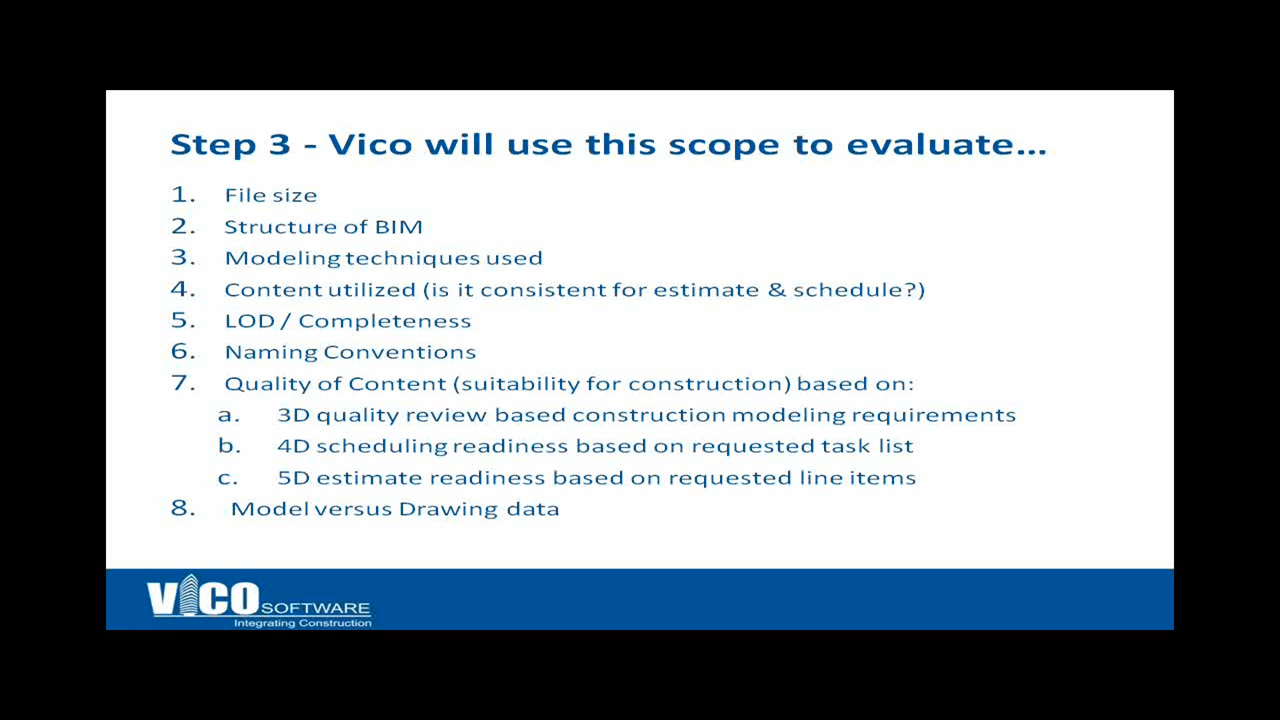 Step 3 - Vico will use this scope to evaluate...
1. File size
2. Structure of BIM
3. Modeling techniques used
4. Content utilized (is it consistent for estimate & schedule?)
5. LOD / Completeness
6. Naming Conventions
7. Quality of Content (suitability for construction) based on:
a. 3D quality review based construction modeling requirements
b. 4D scheduling readiness based on requested task list
c. 5D estimate readiness based on requested line items
8. Model versus Drawing data
VICO SOFTWARE
Integrating Construction